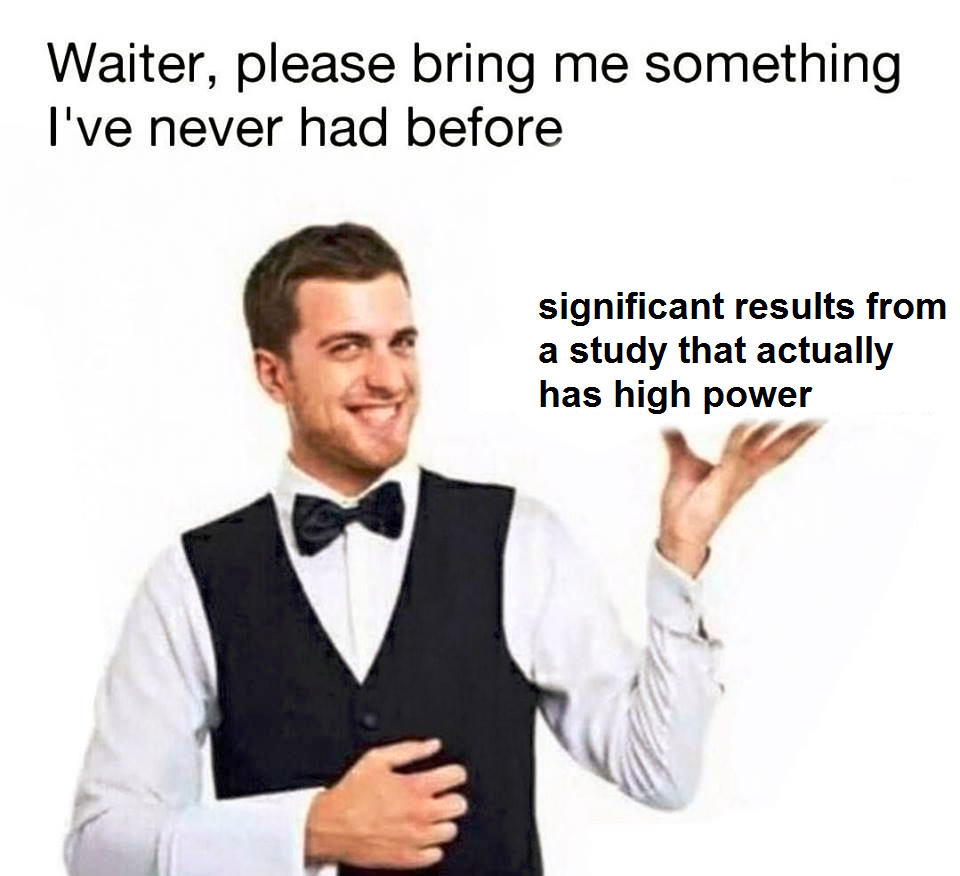 Waiter, please bring me something
I've never had before
significant results from
a study that actually
has high power